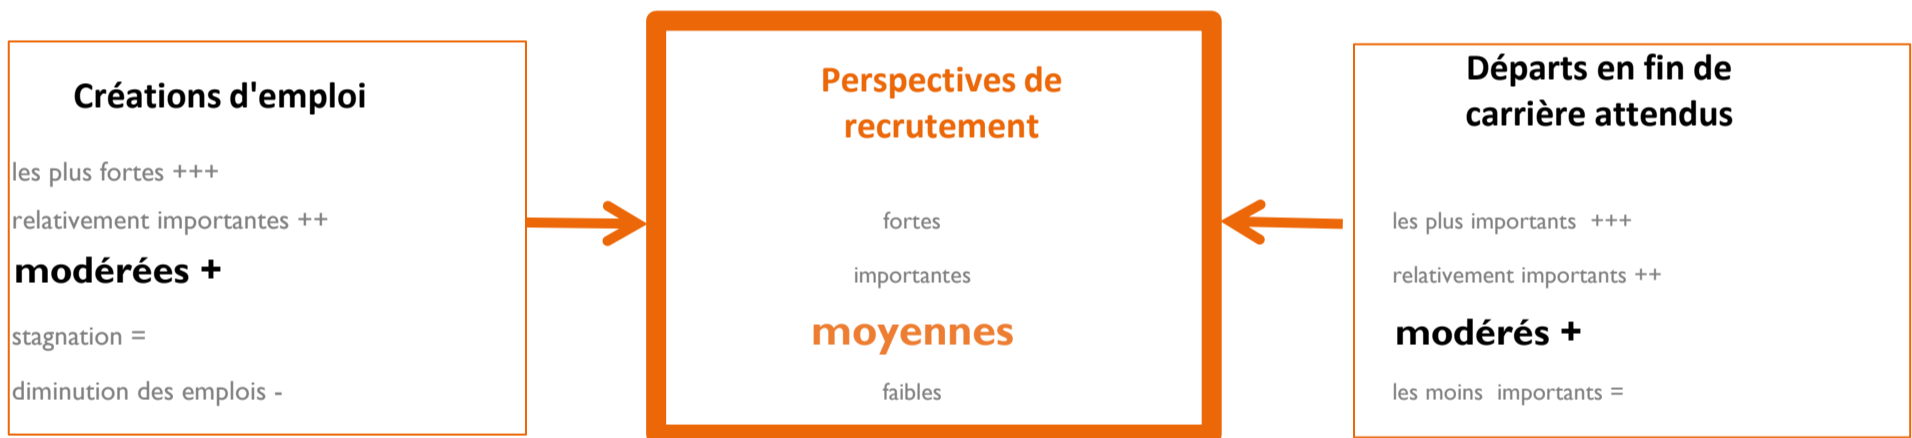 Créations d'emploi
les plus fortes +++
relativement importantes ++
modérées +
stagnation =
diminution des emplois -
Perspectives de
recrutement
fortes
importantes
moyennes
faibles
Départs en fin de
carrière attendus
les plus importants +++
relativement importants ++
modérés +
les moins importants =